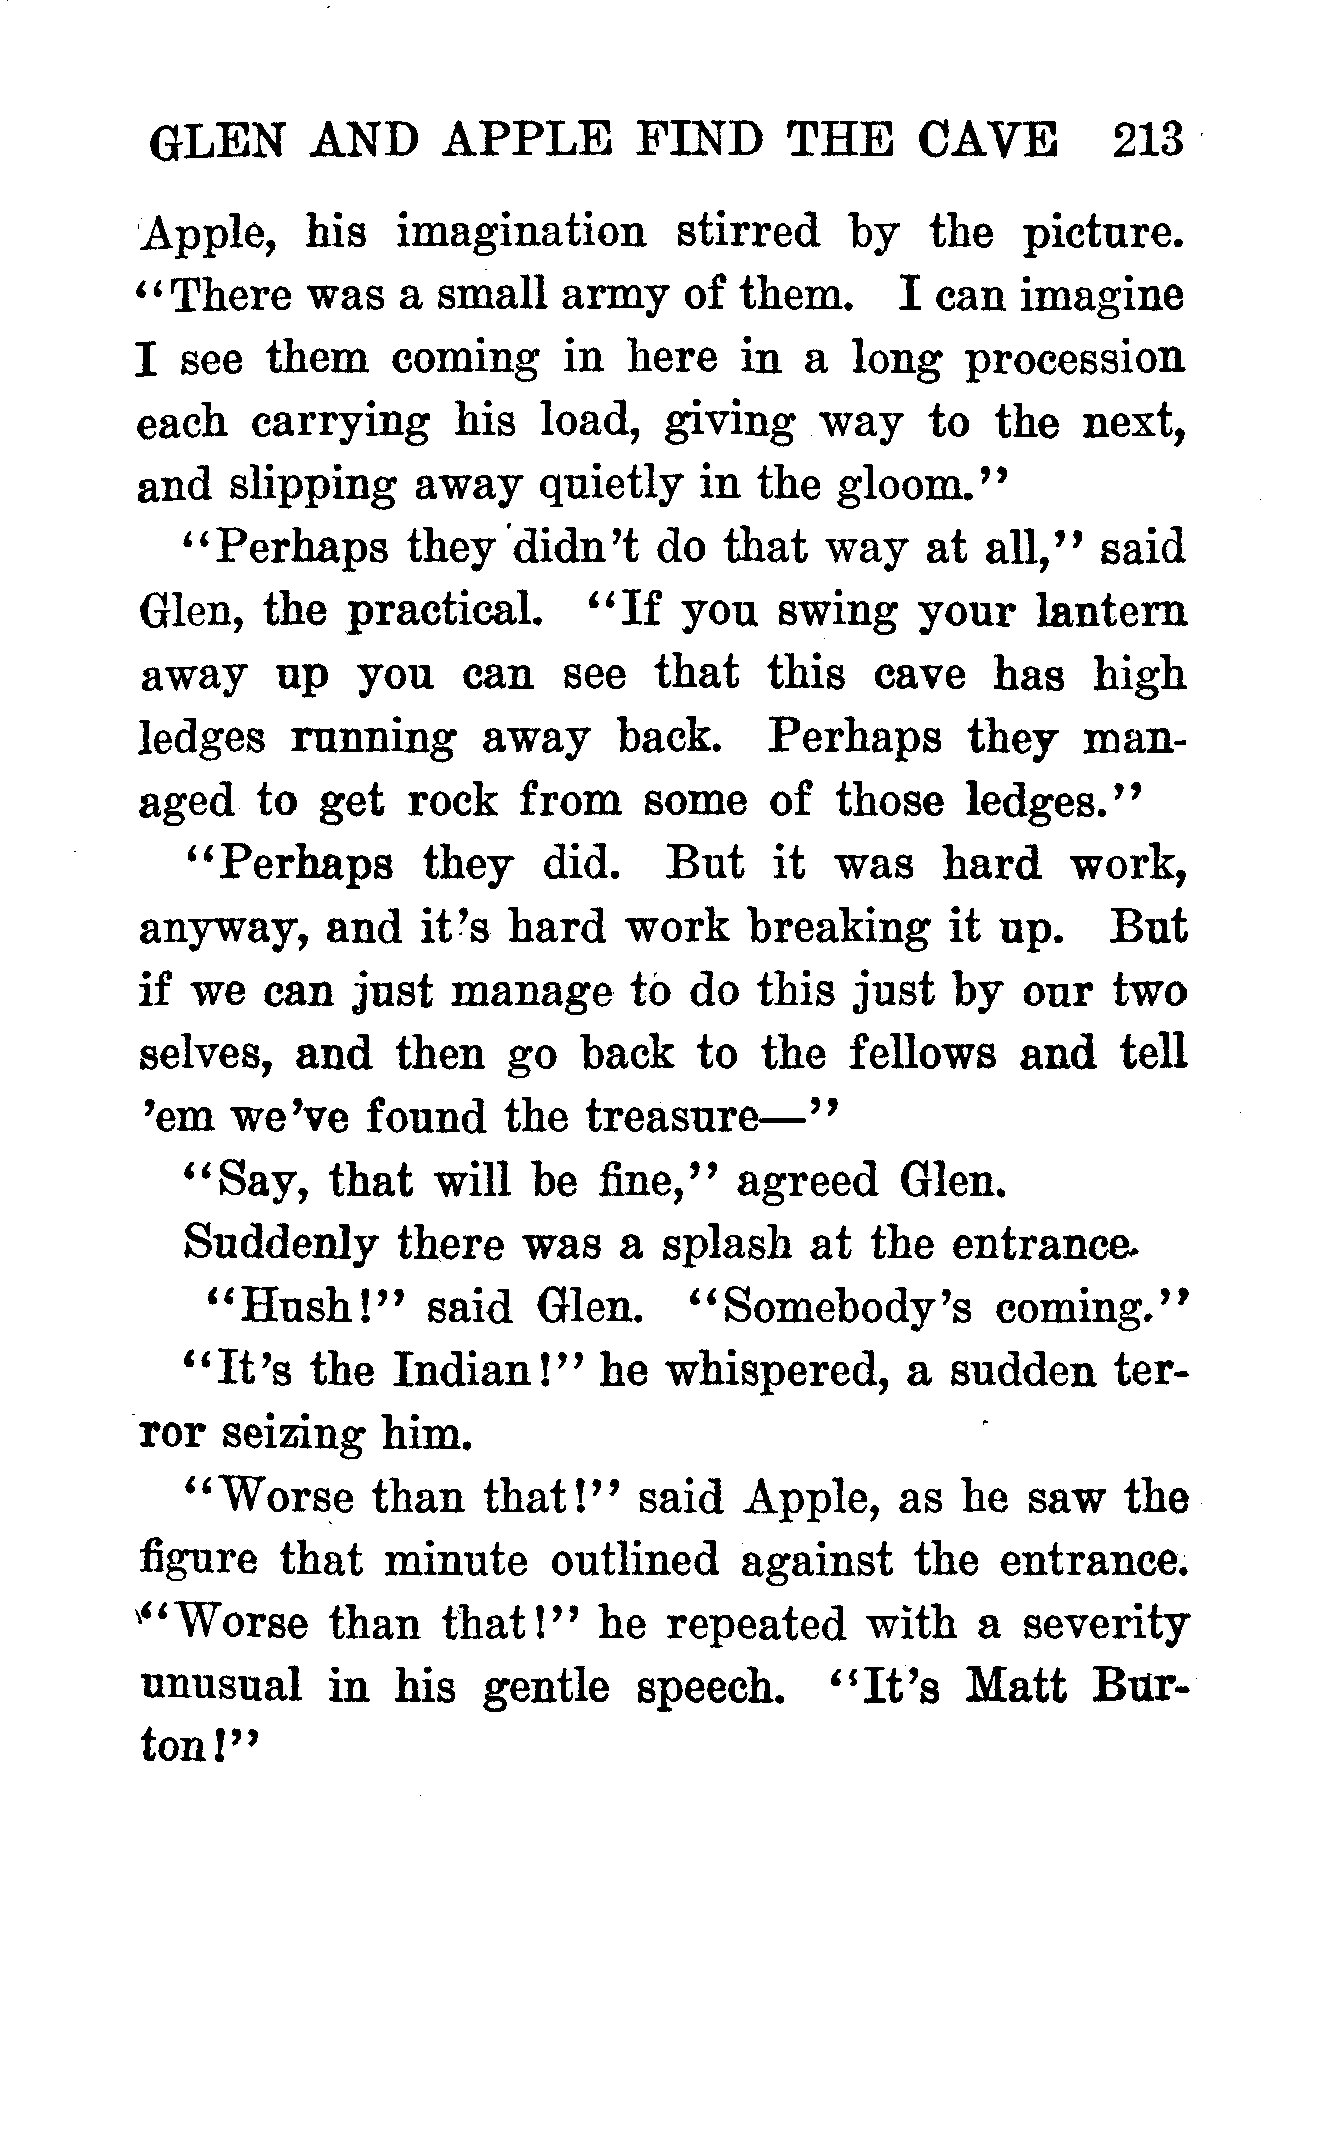 GLEN AND APPLE FIND THE CAVE 213
Apple, his imagination stirred by the picture.
“There was a small army of them. I can imagine
I see them coming in here in a long procession
each carrying his load, giving way to the next,
and slipping away quietly in the gloom.”
“Perhaps they didn’t do that way at all,” said
Glen, the practical. “If you swing your lantern
away up you can see that this cave has high
ledges running away back. Perhaps they man-
aged to get rock from some of those ledges.”
“Perhaps they did. But it was hard work,
anyway, and it’s hard work breaking it up. But
if we can just manage to do this just by our two
selves, and then go back to the fellows and tell
’em we’ve found the treasure—”
“Say, that will be fine,” agreed Glen.
Suddenly there was a splash at the entrance.
“Hush!” said Glen. “Somebody’s coming.”
“It’s the Indian!” he whispered, a sudden ter-
ror seizing him.
“Worse than that!” said Apple, as he saw the
figure that minute outlined against the entrance.
“Worse than that!” he repeated with a severity
unusual in his gentle speech. “It’s Matt Bur-
ton!”